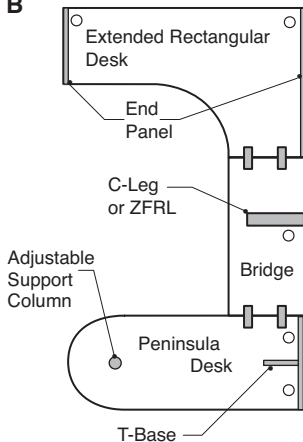 B
Extended Rectangular
Desk
End
Panel
C-Leg
or ZFRL
Adjustable
Support
Column
Bridge
Peninsula
Desk
T-Base